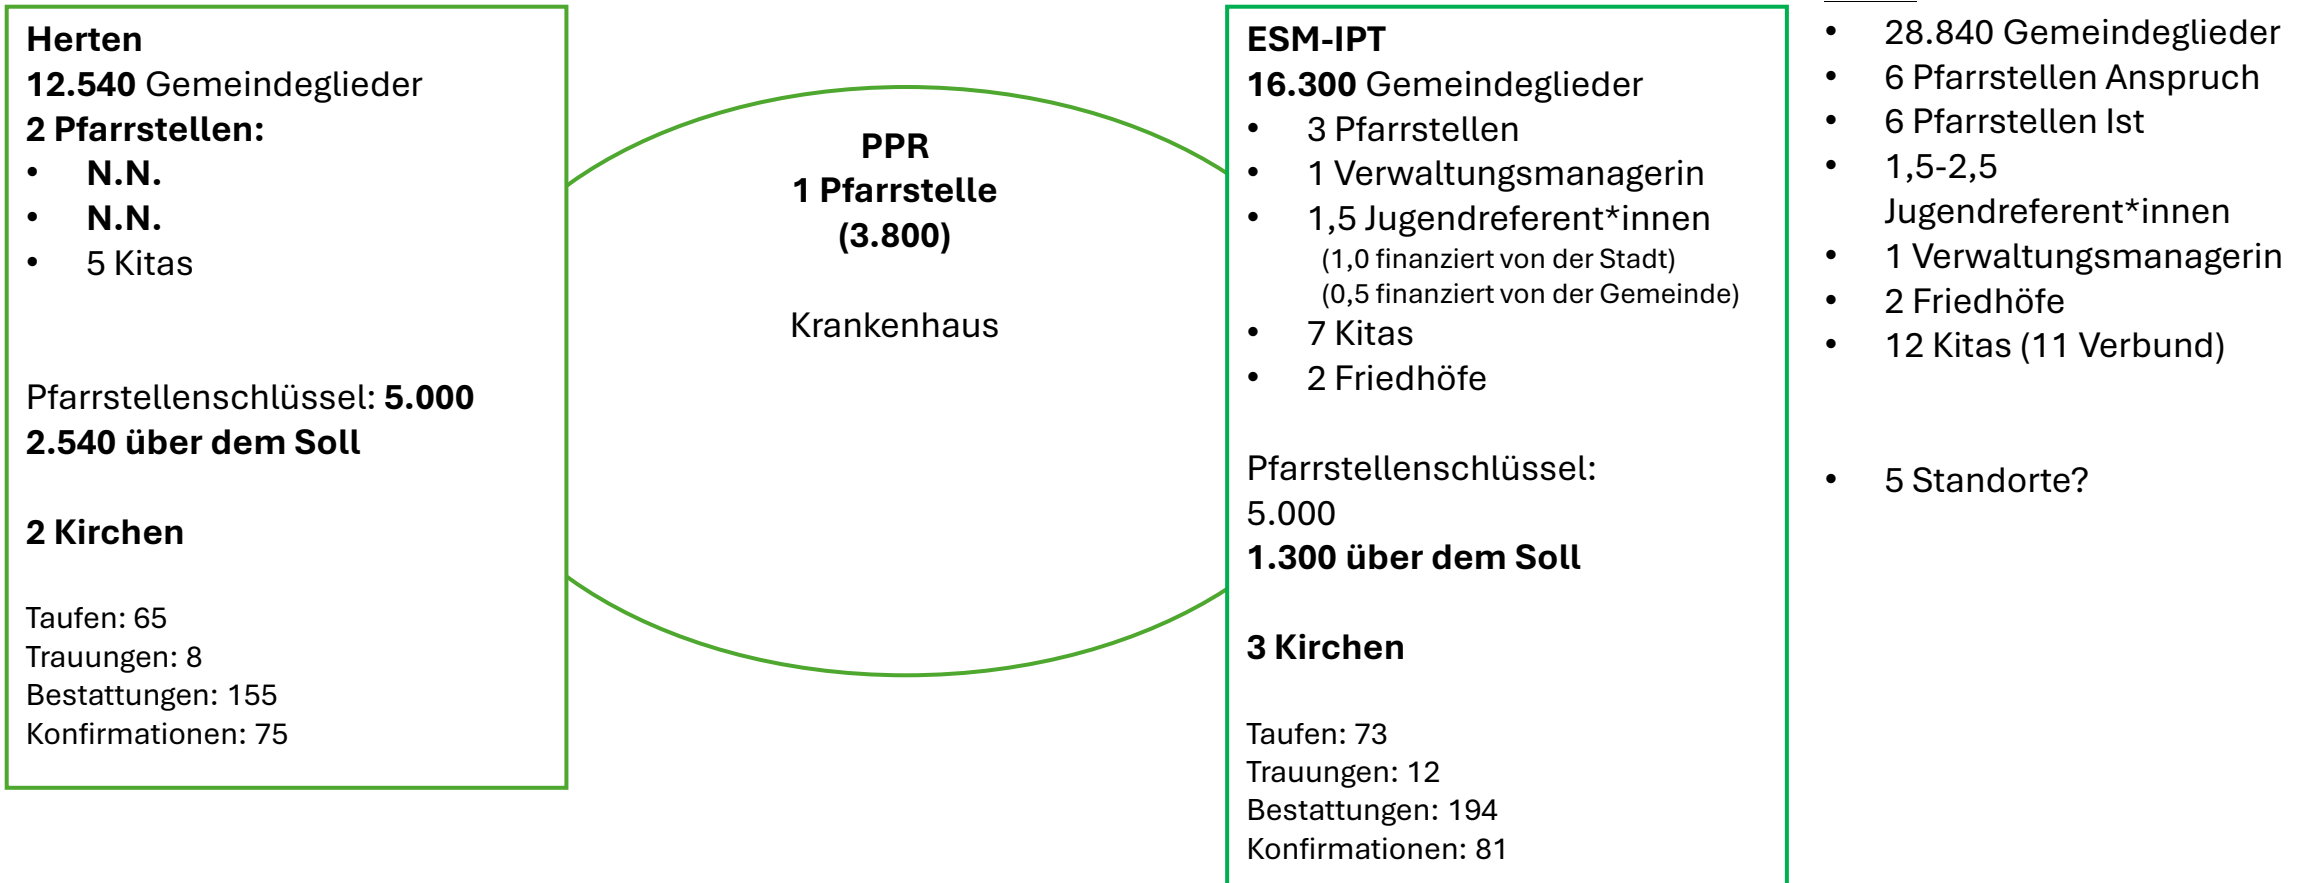 Herten
12.540 Gemeindeglieder
2 Pfarrstellen:
• N.N.
• N.N.
• 5 Kitas
Pfarrstellenschlüssel: 5.000
2.540 über dem Soll
2 Kirchen
Taufen: 65
Trauungen: 8
Bestattungen: 155
Konfirmationen: 75
PPR
1 Pfarrstelle
(3.800)
Krankenhaus
ESM-IPT
16.300 Gemeindeglieder
• 3 Pfarrstellen
• 1 Verwaltungsmanagerin
• 1,5 Jugendreferent*innen
(1,0 finanziert von der Stadt)
(0,5 finanziert von der Gemeinde)
• 7 Kitas
• 2 Friedhöfe
Pfarrstellenschlüssel:
5.000
1.300 über dem Soll
3 Kirchen
Taufen: 73
Trauungen: 12
Bestattungen: 194
Konfirmationen: 81
• 28.840 Gemeindeglieder
• 6 Pfarrstellen Anspruch
• 6 Pfarrstellen Ist
• 1,5-2,5
Jugendreferent*innen
• 1 Verwaltungsmanagerin
• 2 Friedhöfe
• 12 Kitas (11 Verbund)
• 5 Standorte?